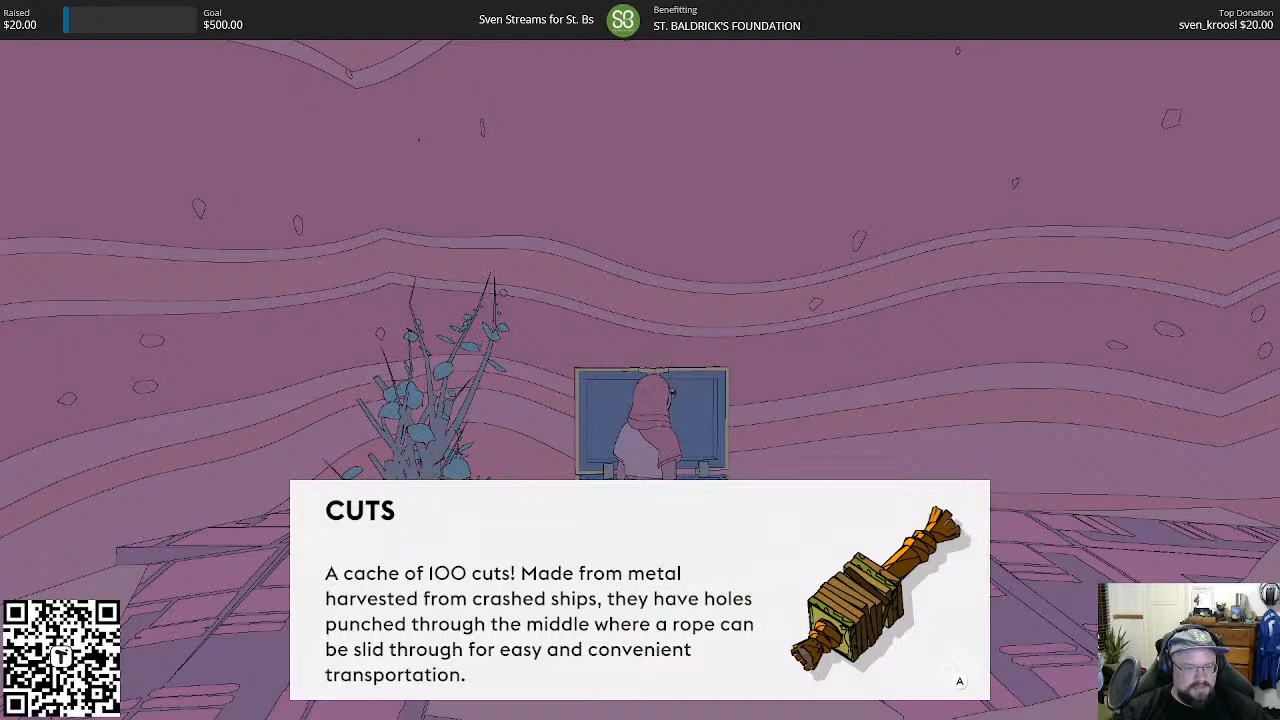 Raised
$20.00
Goal
$500.00
Sven Streams for St. Bs
SB
Benefitting
ST. BALDRICK'S FOUNDATION
Top Donation
sven_kroosl $20.00
CUTS
A cache of 100 cuts! Made from metal
harvested from crashed ships, they have holes
punched through the middle where a rope can
be slid through for easy and convenient
transportation.
A
T